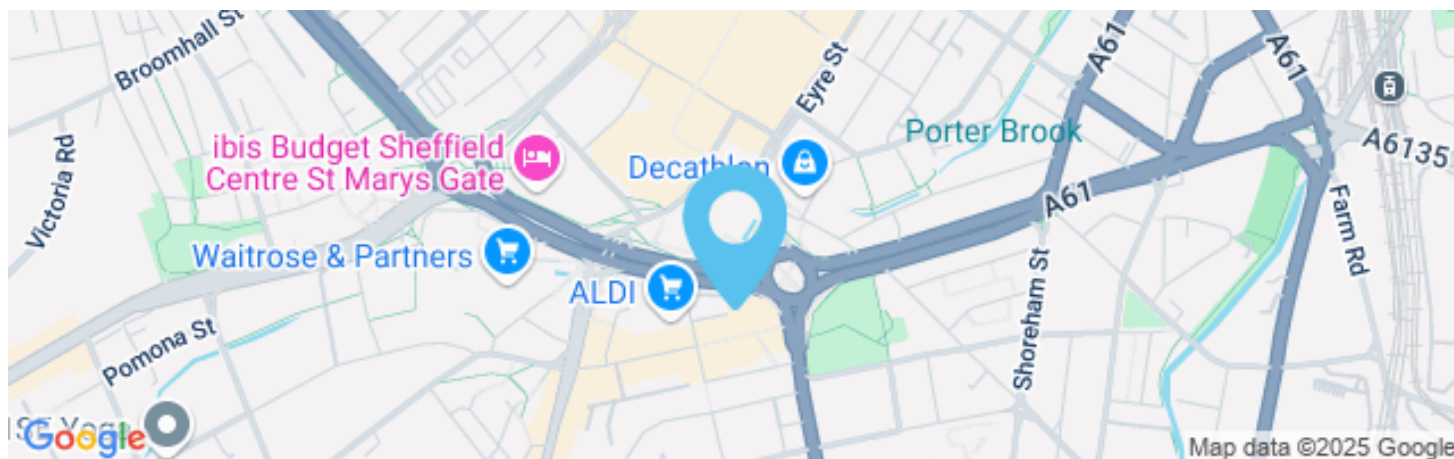 Broomhall St
Victoria Rd
ibis Budget Sheffield
Centre St Marys Gate
Eyre St
Decathlon
Porter Brook
A61
A61
A61
A6135
Farm Rd
Waitrose & Partners
ALDI
Shoreham St
Pomona St
Google
Map data ©2025 Google